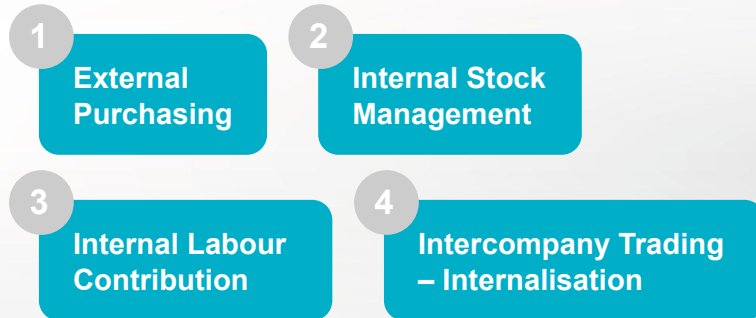 1
External
Purchasing
2
Internal Stock
Management
3
Internal Labour
Contribution
4
Intercompany Trading
– Internalisation